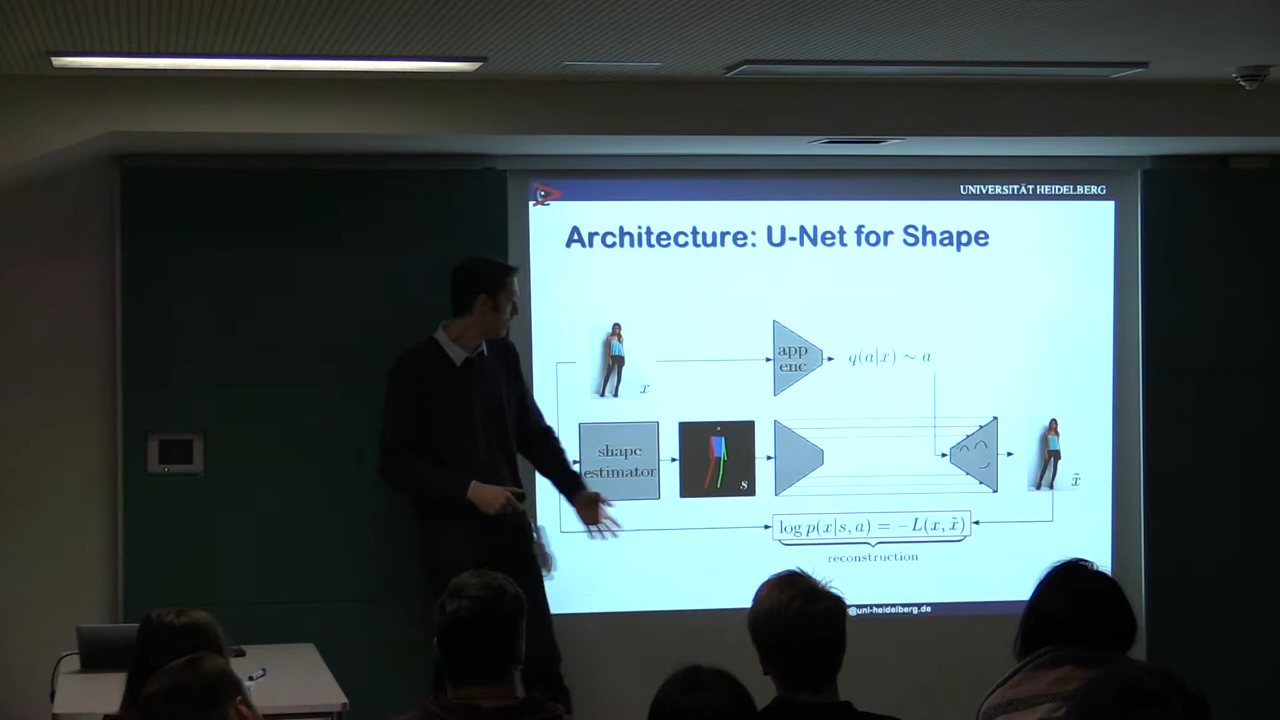 UNIVERSITÄT HEIDELBERG
Architecture: U-Net for Shape
x
app
enc
q(a|x) ∼ a
shape
estimator
s
x̃
log p(x|s, a) = −L(x, x̃)
reconstruction
@uni-heidelberg.de